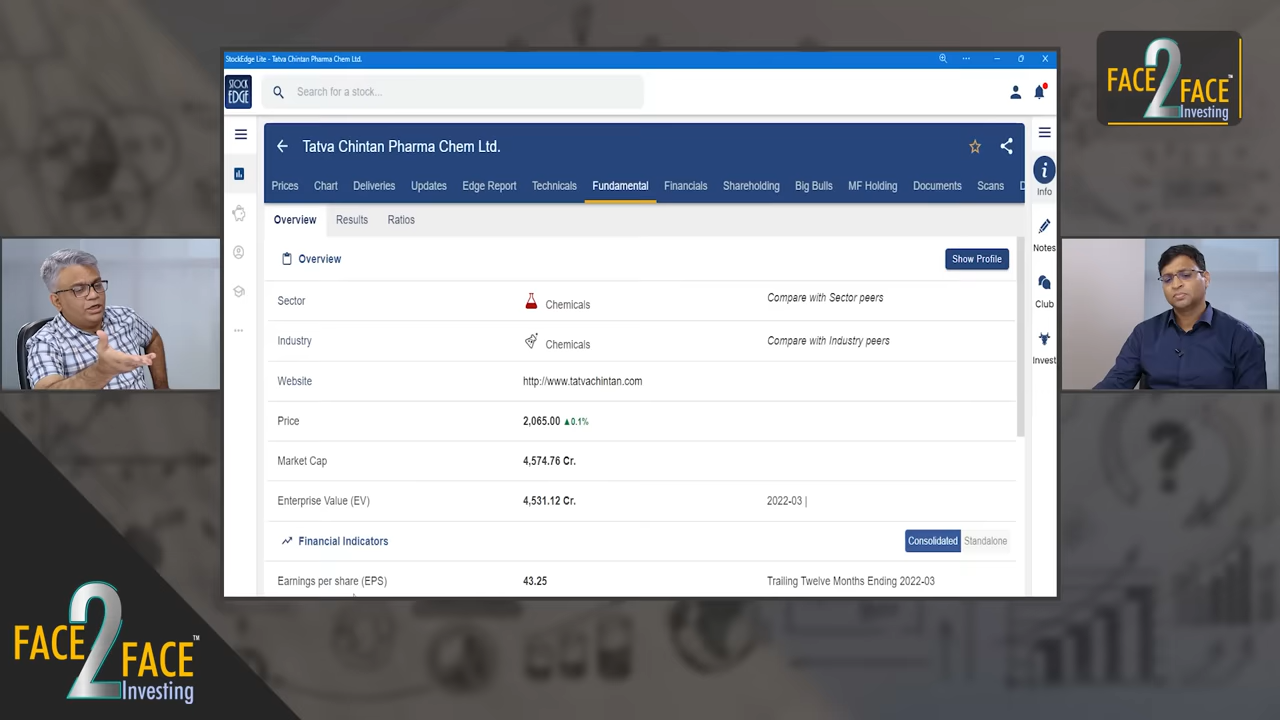 StockEdge Lite - Tatva Chintan Pharma Chem Ltd.
STOCK
EDGE
Search for a stock...
FACE
2
FACE
™
Investing
Tatva Chintan Pharma Chem Ltd.
Prices Chart Deliveries Updates Edge Report Technicals Fundamental Financials Shareholding Big Bulls MF Holding Documents Scans D
Info
Overview Results Ratios
Notes
Overview
Show Profile
Sector Chemicals Compare with Sector peers
Club
Industry Chemicals Compare with Industry peers
Invest
Website http://www.tatvachintan.com
Price 2,065.00 ▲0.1%
Market Cap 4,574.76 Cr.
Enterprise Value (EV) 4,531.12 Cr. 2022-03 |
Financial Indicators
Consolidated Standalone
Earnings per share (EPS) 43.25 Trailing Twelve Months Ending 2022-03
FACE
2
FACE
™
Investing